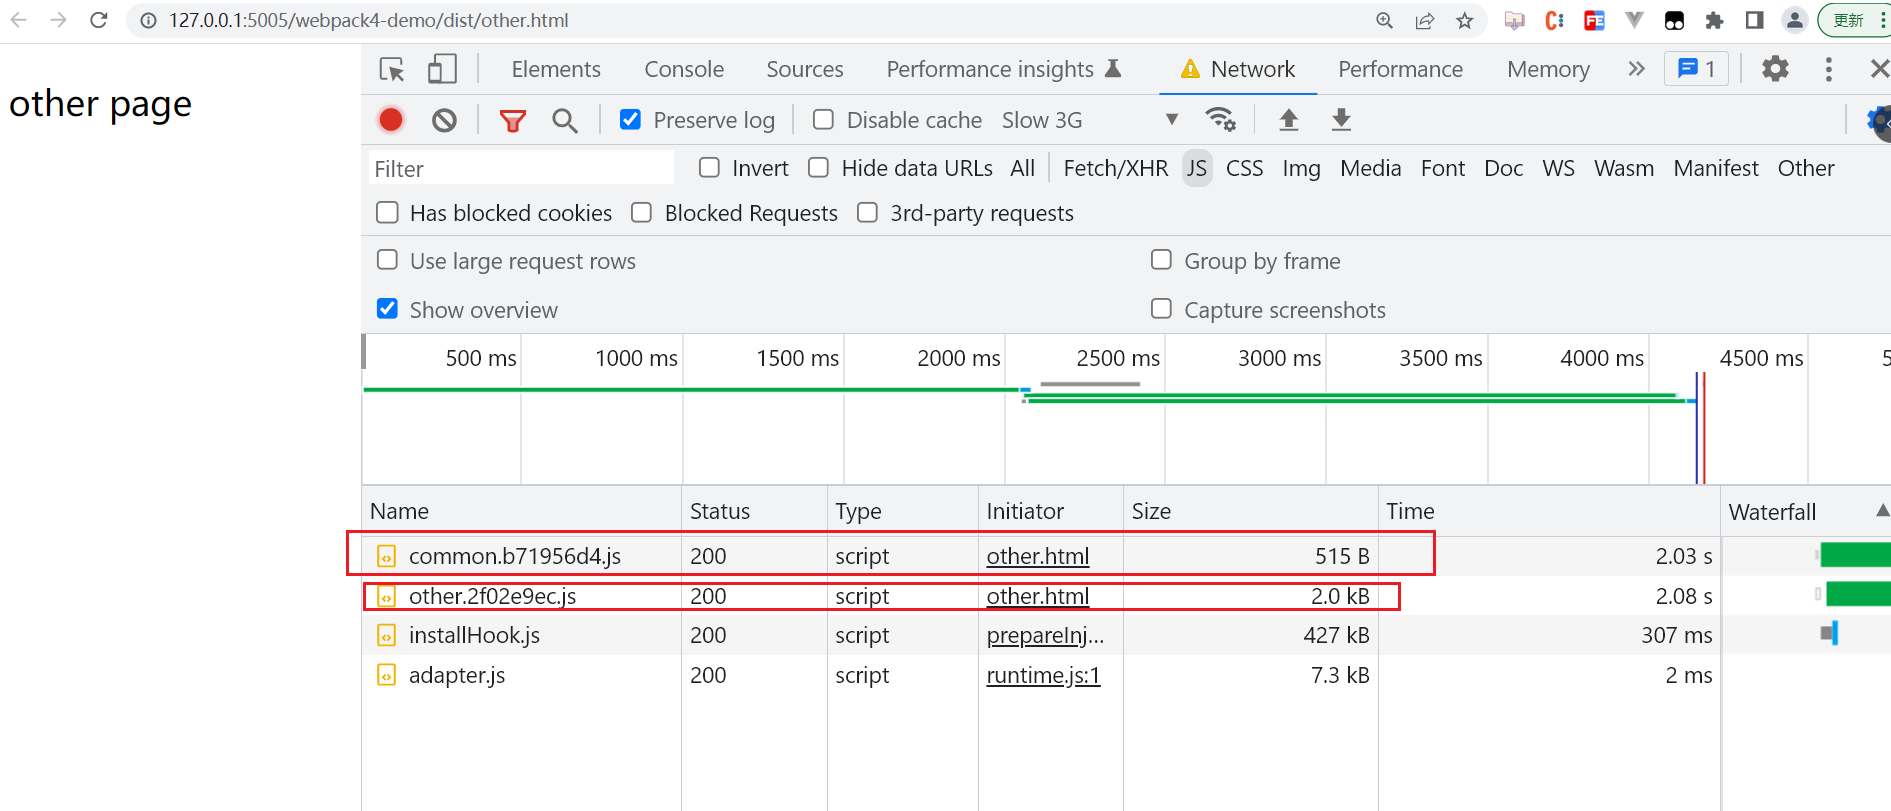 127.0.0.1:5005/webpack4-demo/dist/other.html 更新
other page
Elements Console Sources Performance insights Network Performance Memory 1
Preserve log Disable cache Slow 3G
Filter Invert Hide data URLs All Fetch/XHR JS CSS Img Media Font Doc WS Wasm Manifest Other
Has blocked cookies Blocked Requests 3rd-party requests
Use large request rows Group by frame
Show overview Capture screenshots
500 ms 1000 ms 1500 ms 2000 ms 2500 ms 3000 ms 3500 ms 4000 ms 4500 ms 5
Name Status Type Initiator Size Time Waterfall
common.b71956d4.js 200 script other.html 515 B 2.03 s
other.2f02e9ec.js 200 script other.html 2.0 kB 2.08 s
installHook.js 200 script prepareInj... 427 kB 307 ms
adapter.js 200 script runtime.js:1 7.3 kB 2 ms